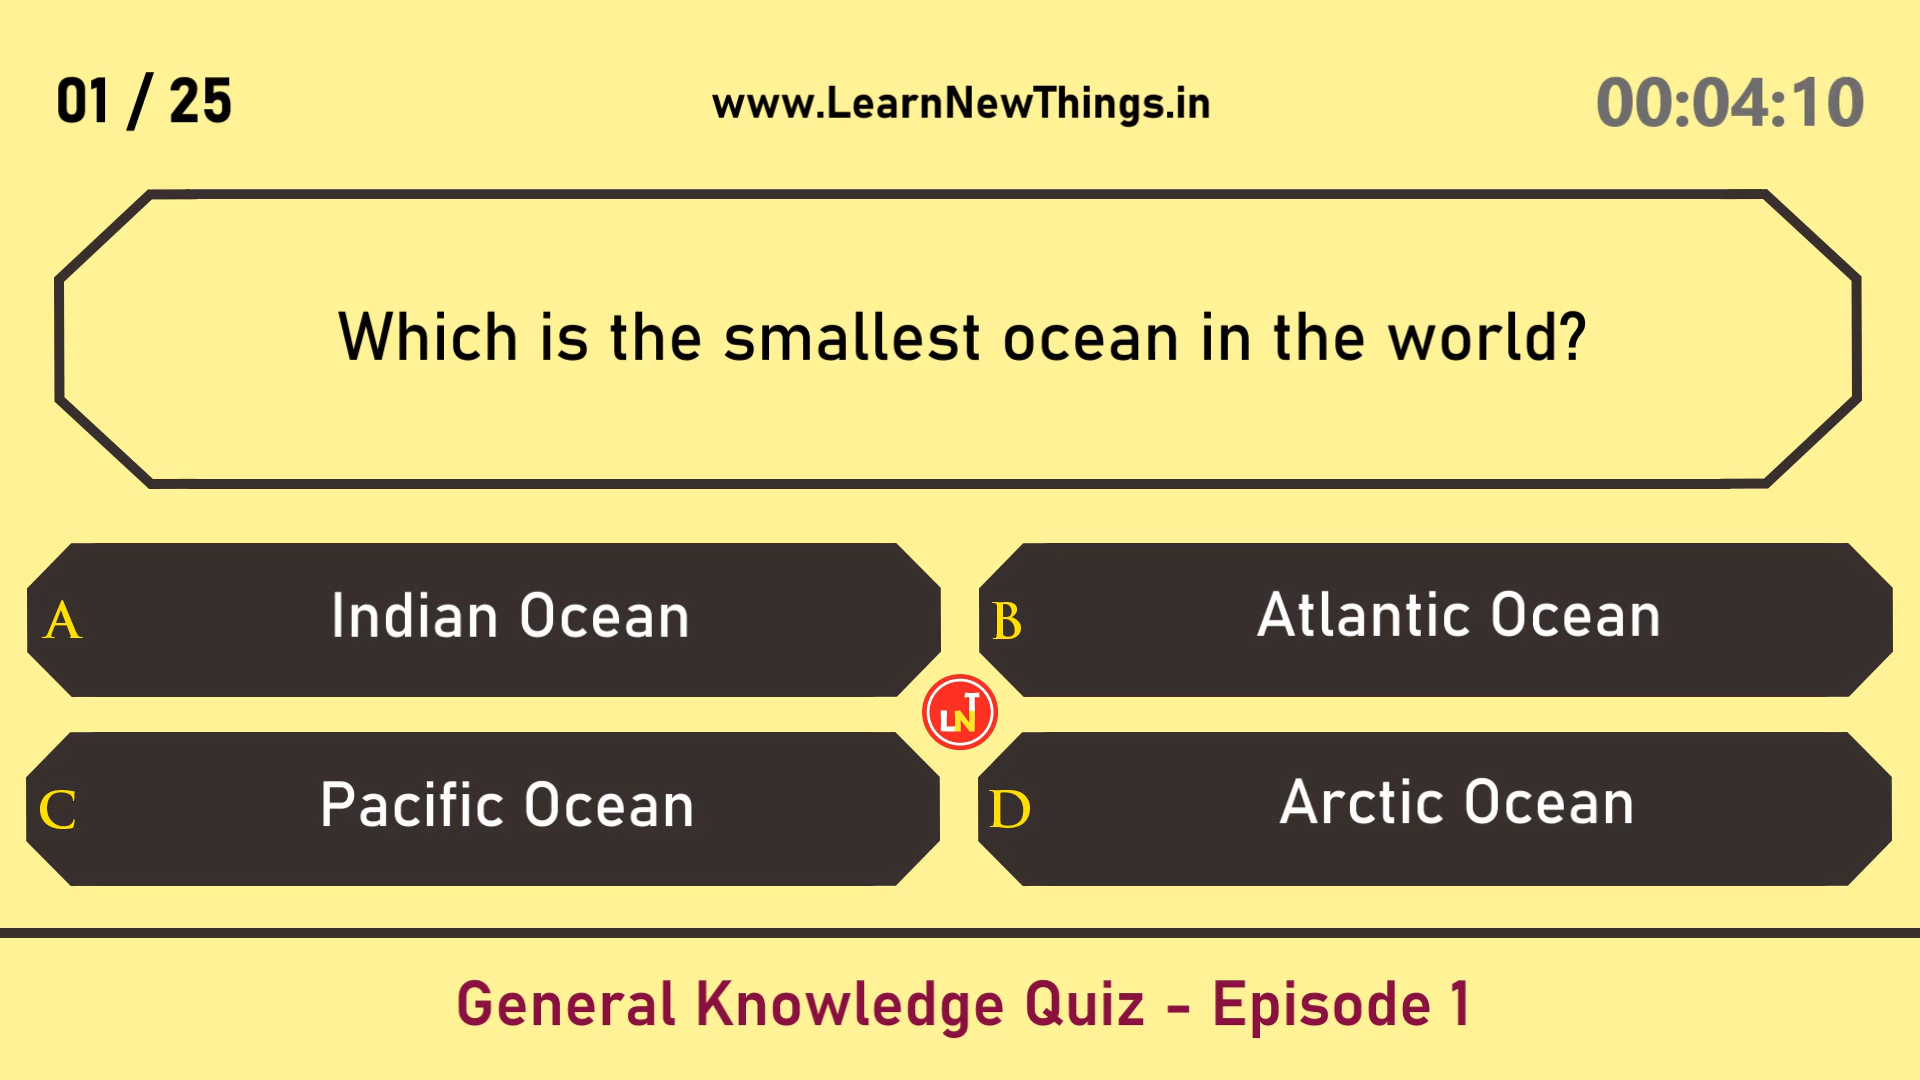 01 / 25
www.LearnNewThings.in
00:04:10
Which is the smallest ocean in the world?
A Indian Ocean
B Atlantic Ocean
LNT
C Pacific Ocean
D Arctic Ocean
General Knowledge Quiz - Episode 1